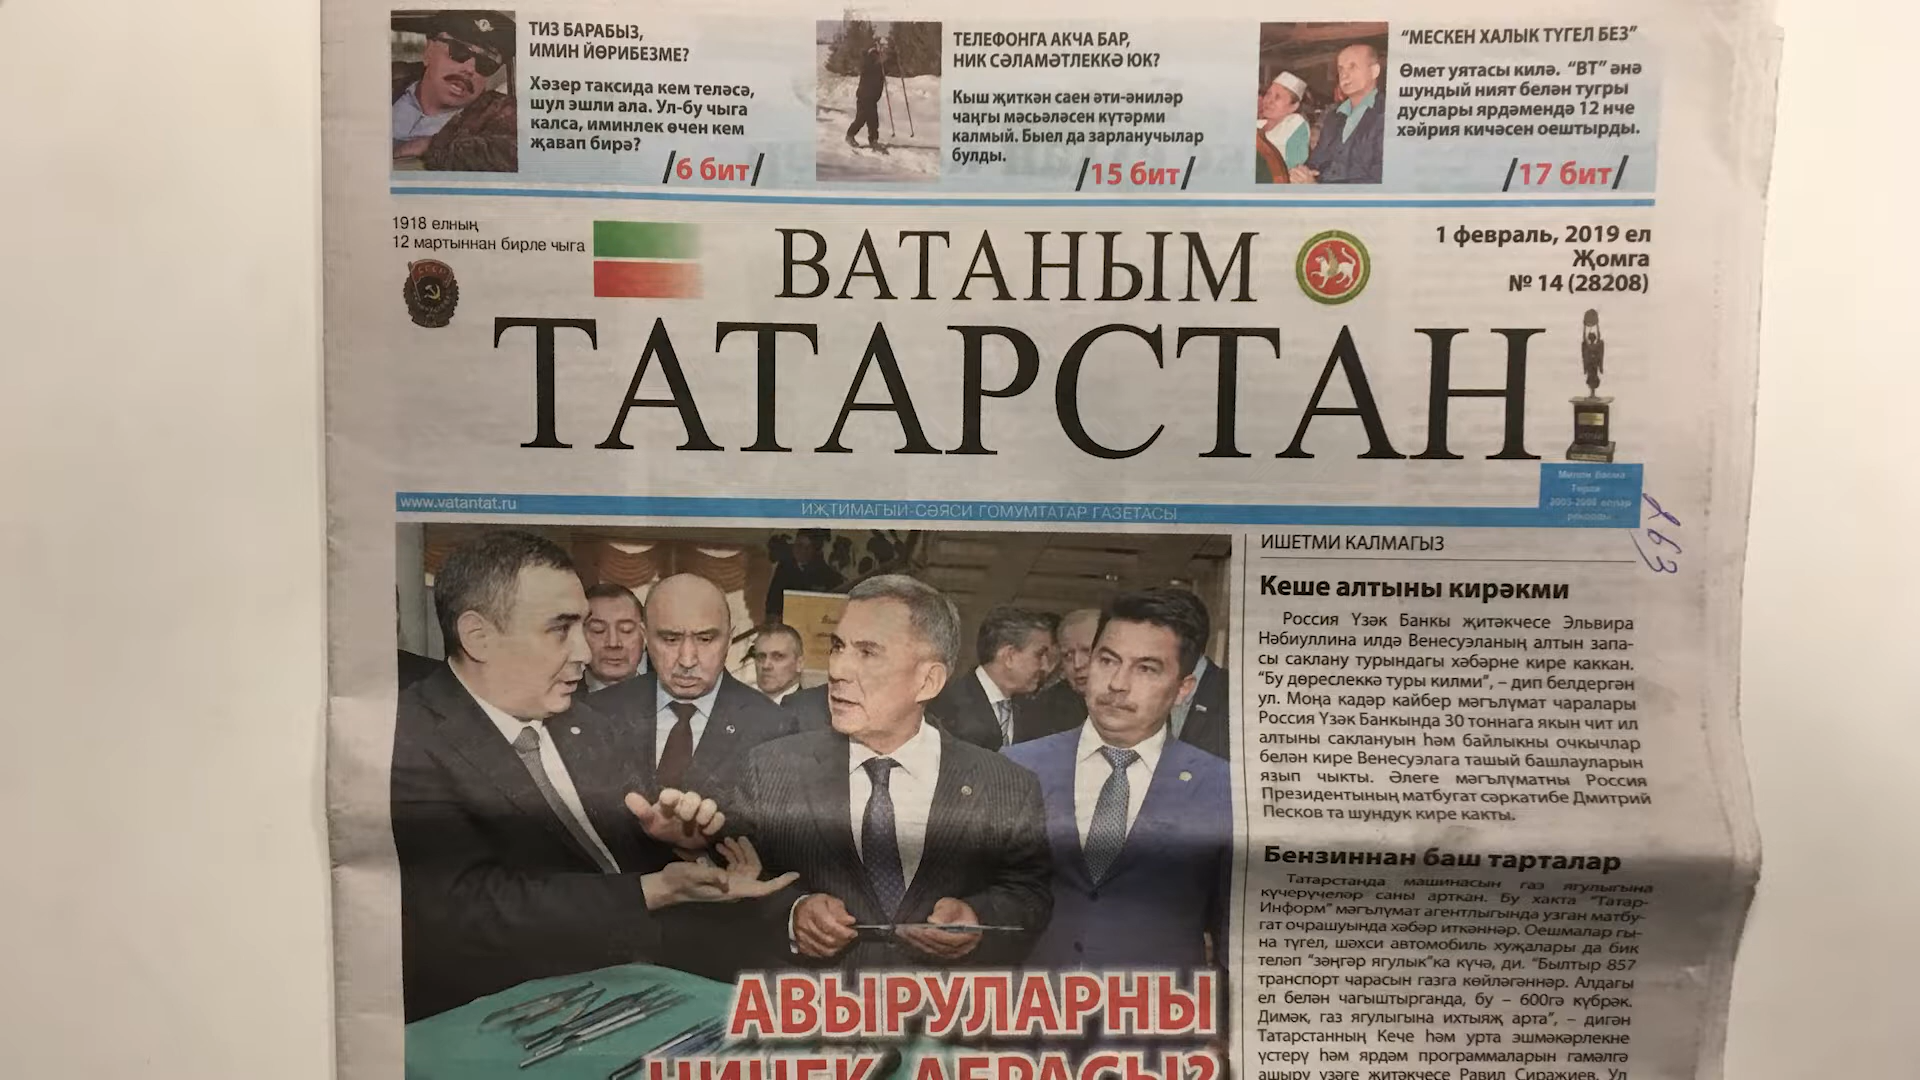 ТИЗ БАРАБЫЗ,
ИМИН ЙӨРИБЕЗМЕ?
Хәзер таксида кем теләсә,
шул эшли ала. Ул-бу чыга
калса, иминлек өчен кем
җавап бирә?
/6 бит/
ТЕЛЕФОНГА АКЧА БАР,
НИК СӘЛАМӘТЛЕККӘ ЮК?
Кыш җиткән саен әти-әниләр
чаңгы мәсьәләсен күтәрми
калмый. Быел да зарланучылар
булды.
/15 бит/
“МЕСКЕН ХАЛЫК ТҮГЕЛ БЕЗ”
Өмет уятасы килә. “ВТ” әнә
шундый ният белән тугры
дуслары ярдәмендә 12 нче
хәйрия кичәсен оештырды.
/17 бит/
1918 елның
12 мартыннан бирле чыга
ВАТАНЫМ
ТАТАРСТАН
1 февраль, 2019 ел
Җомга
№ 14 (28208)
www.vatantat.ru
ИҖТИМАГЫЙ-СӘЯСИ ГОМУМТАТАР ГАЗЕТАСЫ
ИШЕТМИ КАЛМАГЫЗ
Кеше алтыны кирәкми
Россия Үзәк Банкы җитәкчесе Эльвира
Нәбиуллина илдә Венесуэланың алтын запа-
сы саклану турындагы хәбәрне кире каккан.
“Бу дөреслеккә туры килми”, – дип белдергән
ул. Моңа кадәр кайбер мәгълүмат чаралары
Россия Үзәк Банкында 30 тоннага якын чит ил
алтыны саклануын һәм байлыкны очкычлар
белән кире Венесуэлага ташый башлауларын
язып чыкты. Әлеге мәгълүматны Россия
Президентының матбугат сәркатибе Дмитрий
Песков та шундук кире какты.
Бензиннан баш тарталар
Татарстанда машинасын газ ягулыгына
күчерүчеләр саны арткан. Бу хакта “Татар-
Информ” мәгълүмат агентлыгында узган матбу-
гат очрашуында хәбәр иткәннәр. Оешмалар гы-
на түгел, шәхси автомобиль хуҗалары да бик
теләп “зәңгәр ягулык”ка күчә, ди. “Былтыр 857
транспорт чарасын газга көйләгәннәр. Алдагы
ел белән чагыштырганда, бу – 600гә күбрәк.
Димәк, газ ягулыгына ихтыяҗ арта”, – дигән
Татарстанның Кече һәм урта эшмәкәрлекне
үстерү һәм ярдәм программаларын гамәлгә
ашыру үзәге җитәкчесе Равил Сиражиев. Ул
АВЫРУЛАРНЫ
НИЧЕК АБРАСЫ?